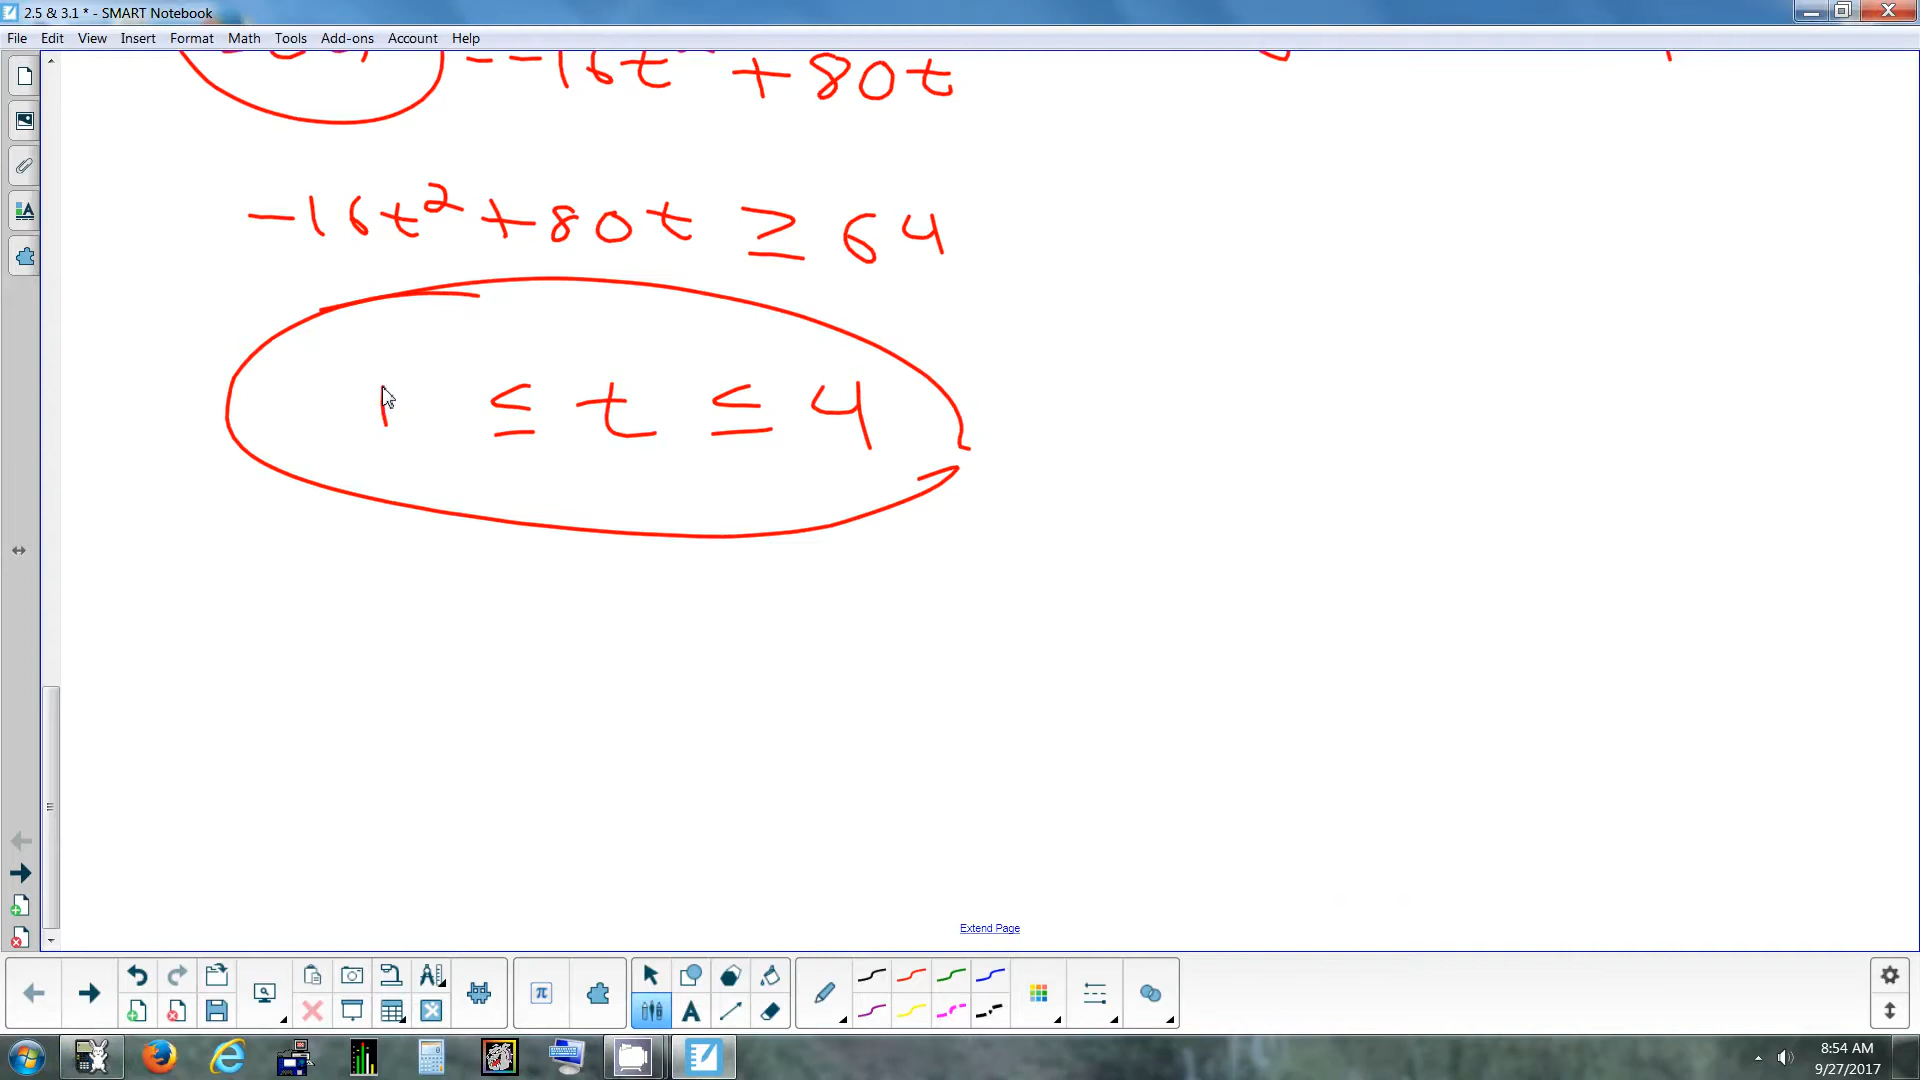 2.5 & 3.1 * - SMART Notebook
File Edit View Insert Format Math Tools Add-ons Account Help
= -16t² + 80t
-16t² + 80t ≥ 64
1 ≤ t ≤ 4
Extend Page
π
A
8:54 AM
9/27/2017